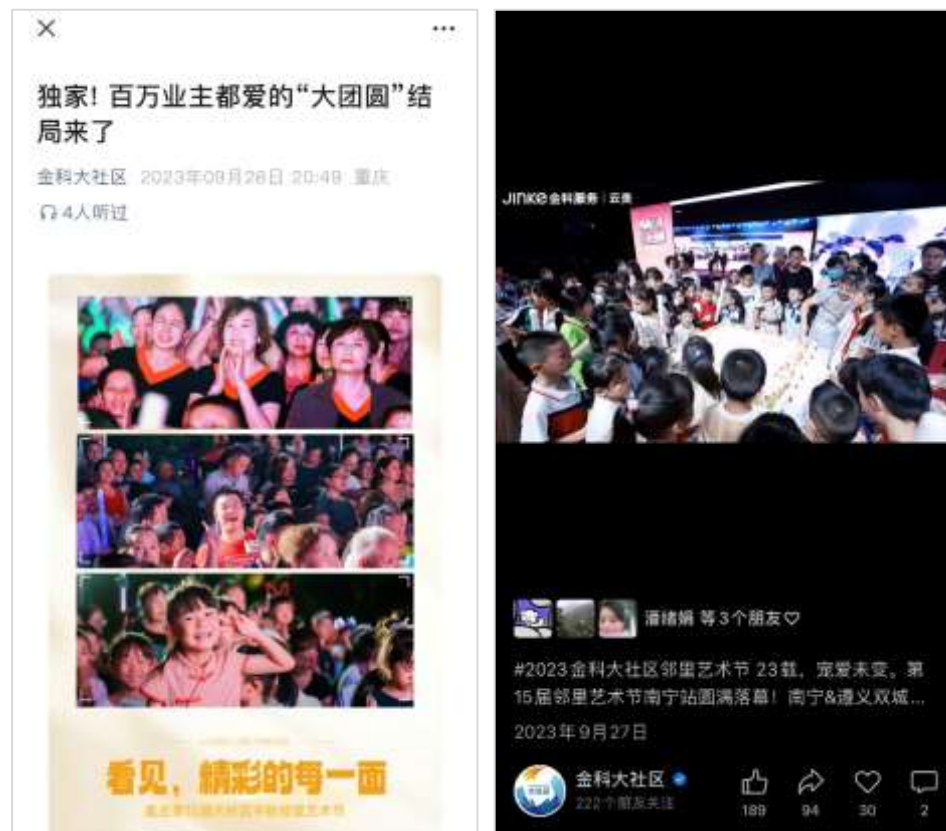 独家! 百万业主都爱的“大团圆”结
局来了
金科大社区 2023年09月26日 20:49 重庆
4人听过
看见，精彩的每一面
JINKE金科服务 云集
潘绪娟 等3个朋友♡
#2023金科大社区邻里艺术节 23载，宠爱未变。第
15届邻里艺术节南宁站圆满落幕！南宁&遵义双城...
2023年9月27日
金科大社区
222个朋友关注
189 94 30 2